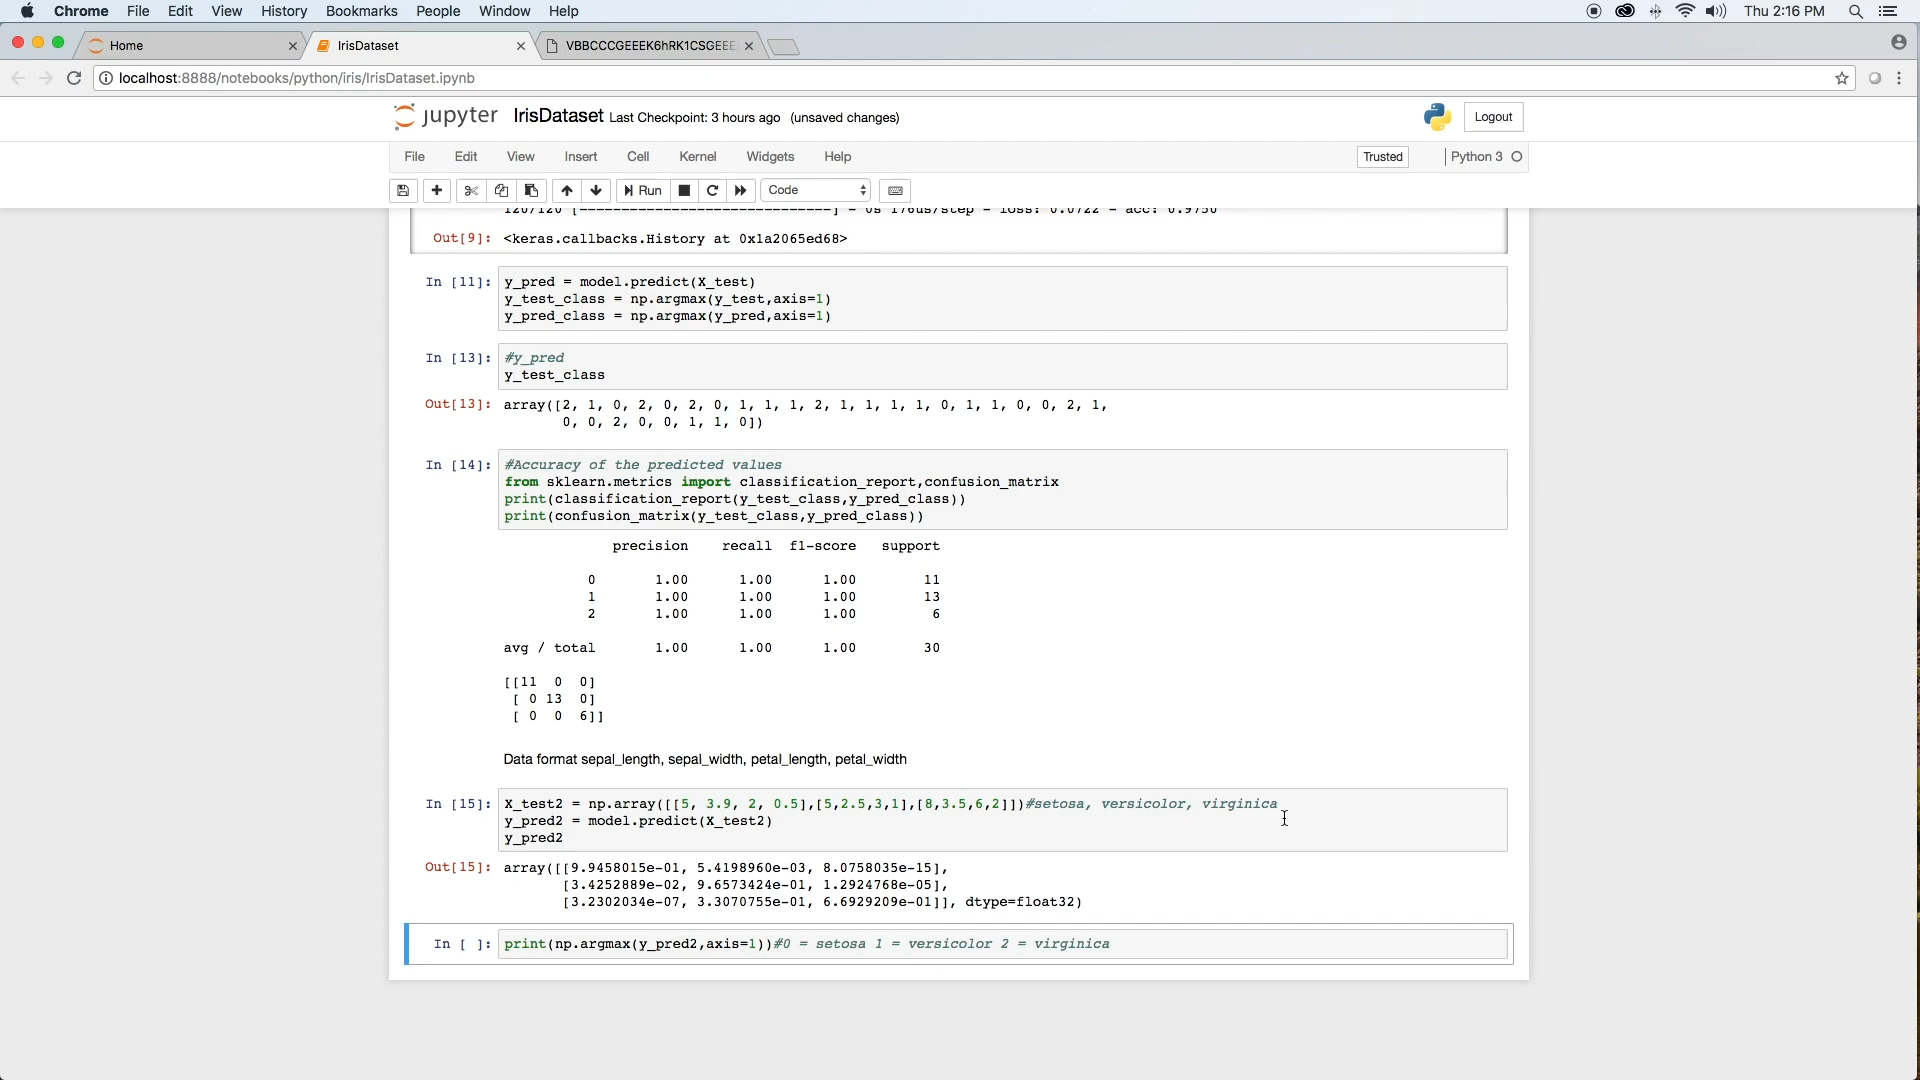 Chrome File Edit View History Bookmarks People Window Help Thu 2:16 PM
Home IrisDataset VBBCCCGEEEK6hRK1CSGEEE
localhost:8888/notebooks/python/iris/IrisDataset.ipynb
jupyter IrisDataset Last Checkpoint: 3 hours ago (unsaved changes) Logout
File Edit View Insert Cell Kernel Widgets Help Trusted Python 3
Run Code
120/120 [==============================] - 0s 176us/step - loss: 0.0722 - acc: 0.9750
Out[9]: <keras.callbacks.History at 0x1a2065ed68>
In [11]: y_pred = model.predict(X_test)
y_test_class = np.argmax(y_test,axis=1)
y_pred_class = np.argmax(y_pred,axis=1)
In [13]: #y_pred
y_test_class
Out[13]: array([2, 1, 0, 2, 0, 2, 0, 1, 1, 1, 2, 1, 1, 1, 1, 0, 1, 1, 0, 0, 2, 1,
0, 0, 2, 0, 0, 1, 1, 0])
In [14]: #Accuracy of the predicted values
from sklearn.metrics import classification_report,confusion_matrix
print(classification_report(y_test_class,y_pred_class))
print(confusion_matrix(y_test_class,y_pred_class))
precision recall f1-score support
0 1.00 1.00 1.00 11
1 1.00 1.00 1.00 13
2 1.00 1.00 1.00 6
avg / total 1.00 1.00 1.00 30
[[11 0 0]
[ 0 13 0]
[ 0 0 6]]
Data format sepal_length, sepal_width, petal_length, petal_width
In [15]: X_test2 = np.array([[5, 3.9, 2, 0.5],[5,2.5,3,1],[8,3.5,6,2]])#setosa, versicolor, virginica
y_pred2 = model.predict(X_test2)
y_pred2
Out[15]: array([[9.9458015e-01, 5.4198960e-03, 8.0758035e-15],
[3.4252889e-02, 9.6573424e-01, 1.2924768e-05],
[3.2302034e-07, 3.3070755e-01, 6.6929209e-01]], dtype=float32)
In [ ]: print(np.argmax(y_pred2,axis=1))#0 = setosa 1 = versicolor 2 = virginica